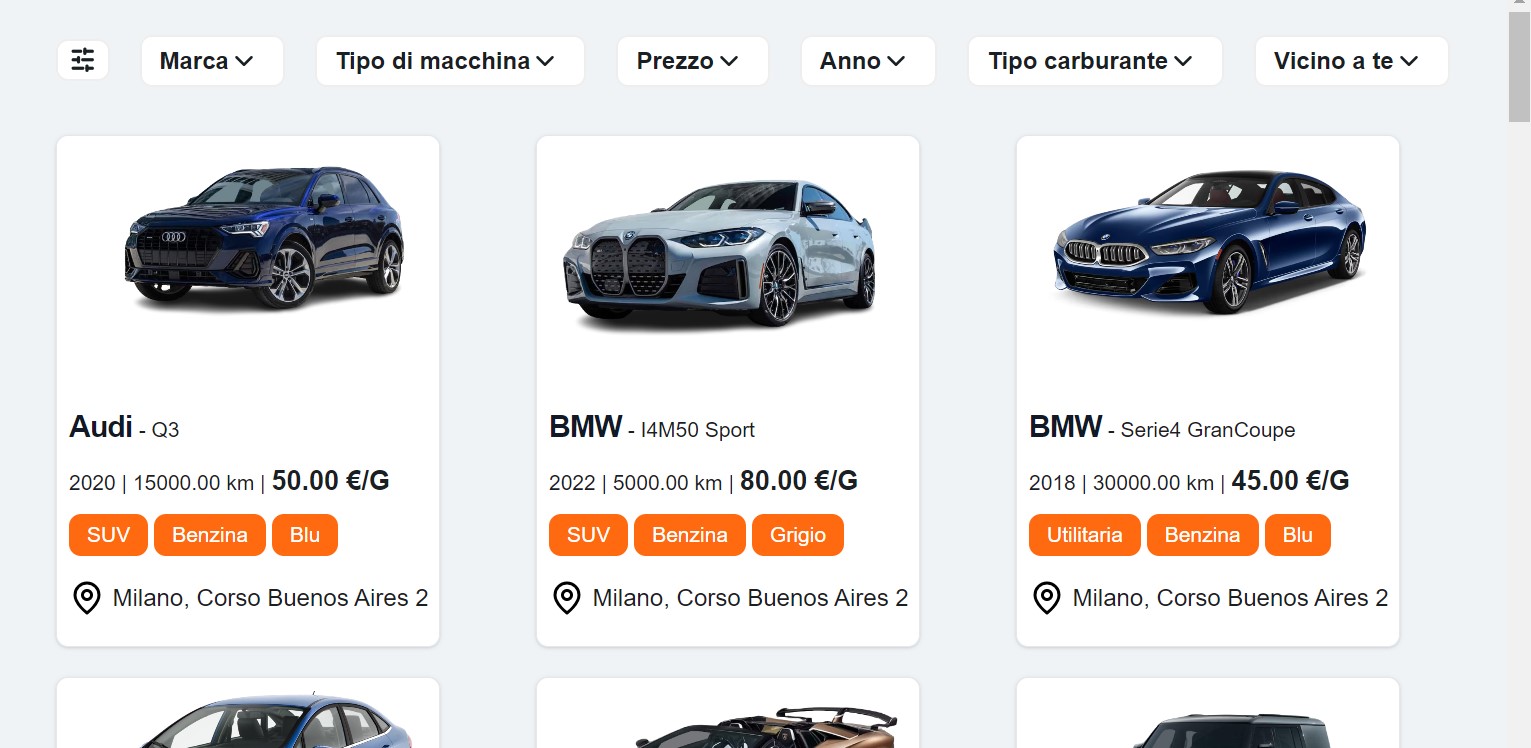 Marca Tipo di macchina Prezzo Anno Tipo carburante Vicino a te
Audi - Q3
2020 | 15000.00 km | 50.00 €/G
SUV Benzina Blu
Milano, Corso Buenos Aires 2
BMW - I4M50 Sport
2022 | 5000.00 km | 80.00 €/G
SUV Benzina Grigio
Milano, Corso Buenos Aires 2
BMW - Serie4 GranCoupe
2018 | 30000.00 km | 45.00 €/G
Utilitaria Benzina Blu
Milano, Corso Buenos Aires 2